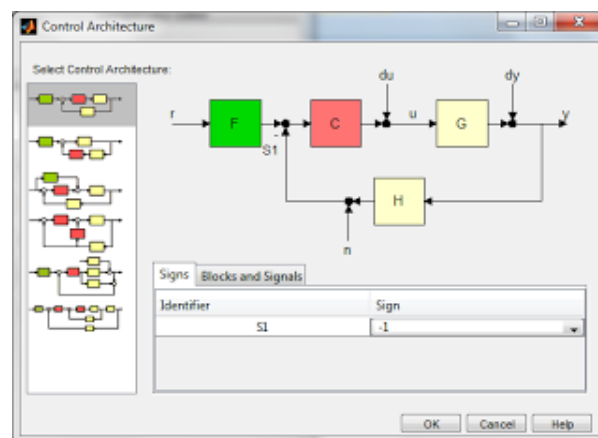 Control Architecture
Select Control Architecture:
du
dy
r
F
C
u
G
y
-
S1
H
n
Signs
Blocks and Signals
Identifier
Sign
S1
-1
OK
Cancel
Help